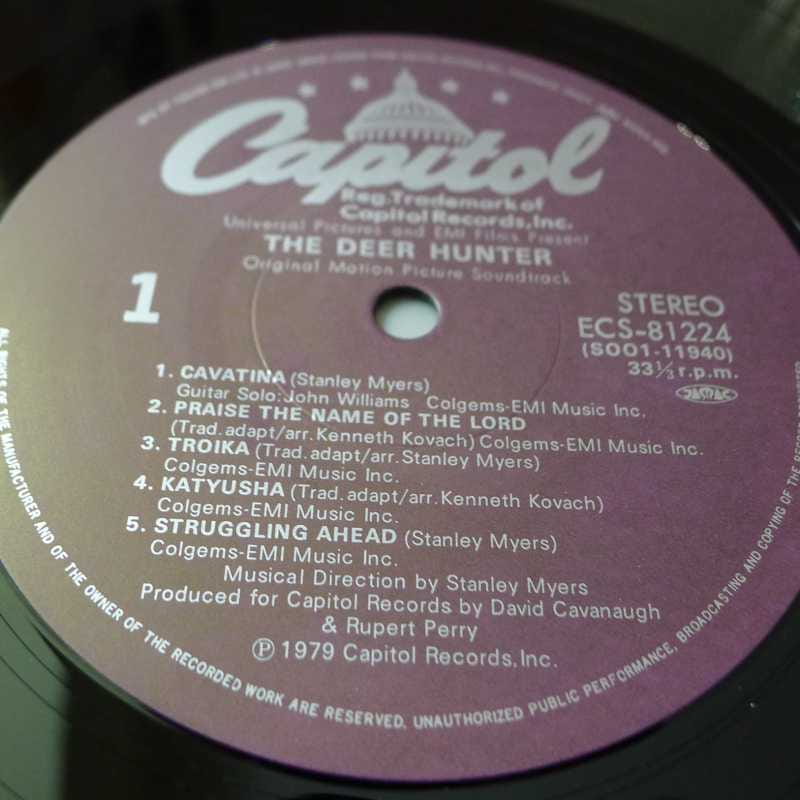 Capitol
Reg. Trademark of
Capitol Records, Inc.
Universal Pictures and EMI Films Present
THE DEER HUNTER
Original Motion Picture Soundtrack
1
STEREO
ECS-81224
(SOO1-11940)
33⅓ r.p.m.
JASRAC
1. CAVATINA (Stanley Myers)
Guitar Solo: John Williams Colgems-EMI Music Inc.
2. PRAISE THE NAME OF THE LORD
(Trad. adapt/arr. Kenneth Kovach) Colgems-EMI Music Inc.
3. TROIKA (Trad. adapt/arr. Stanley Myers)
Colgems-EMI Music Inc.
4. KATYUSHA (Trad. adapt/arr. Kenneth Kovach)
Colgems-EMI Music Inc.
5. STRUGGLING AHEAD (Stanley Myers)
Colgems-EMI Music Inc.
Musical Direction by Stanley Myers
Produced for Capitol Records by David Cavanaugh
& Rupert Perry
Ⓟ 1979 Capitol Records, Inc.
ALL RIGHTS OF THE MANUFACTURER AND OF THE OWNER OF THE RECORDED WORK ARE RESERVED. UNAUTHORIZED PUBLIC PERFORMANCE, BROADCASTING AND COPYING OF THE RECORD